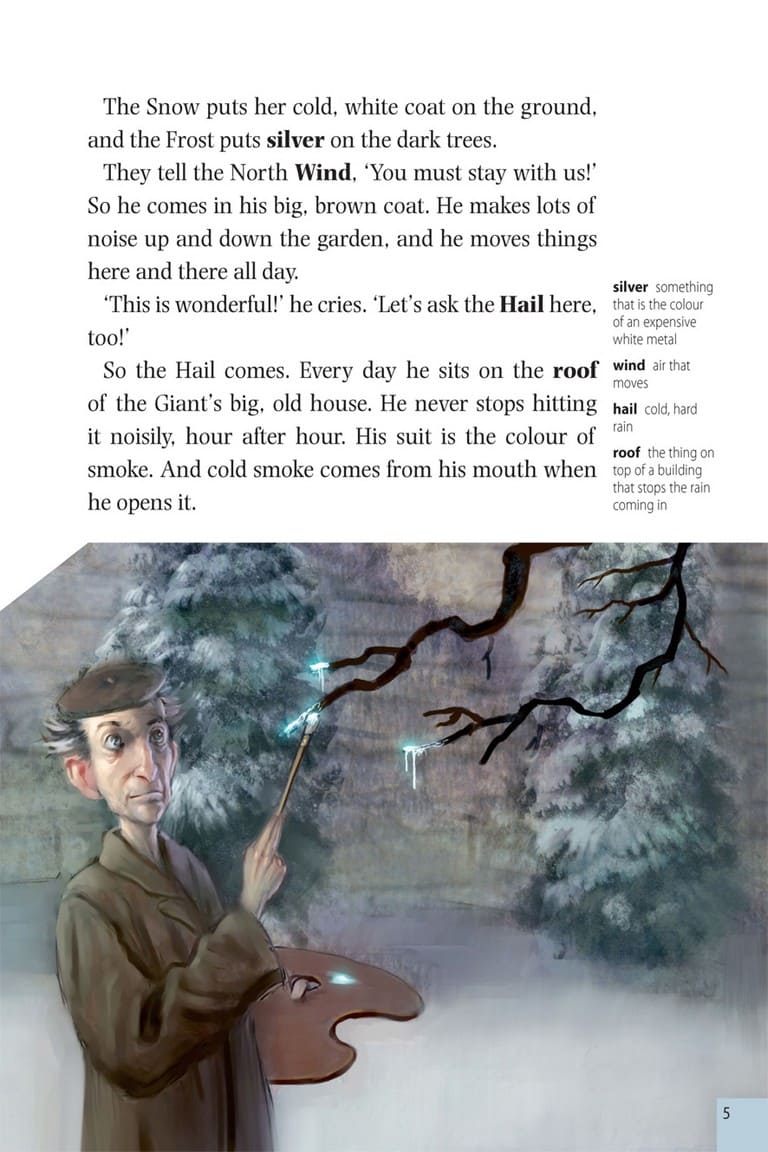 The Snow puts her cold, white coat on the ground,
and the Frost puts silver on the dark trees.
They tell the North Wind, ‘You must stay with us!’
So he comes in his big, brown coat. He makes lots of
noise up and down the garden, and he moves things
here and there all day.
‘This is wonderful!’ he cries. ‘Let’s ask the Hail here,
too!’
So the Hail comes. Every day he sits on the roof
of the Giant’s big, old house. He never stops hitting
it noisily, hour after hour. His suit is the colour of
smoke. And cold smoke comes from his mouth when
he opens it.
silver something
that is the colour
of an expensive
white metal
wind air that
moves
hail cold, hard
rain
roof the thing on
top of a building
that stops the rain
coming in
5